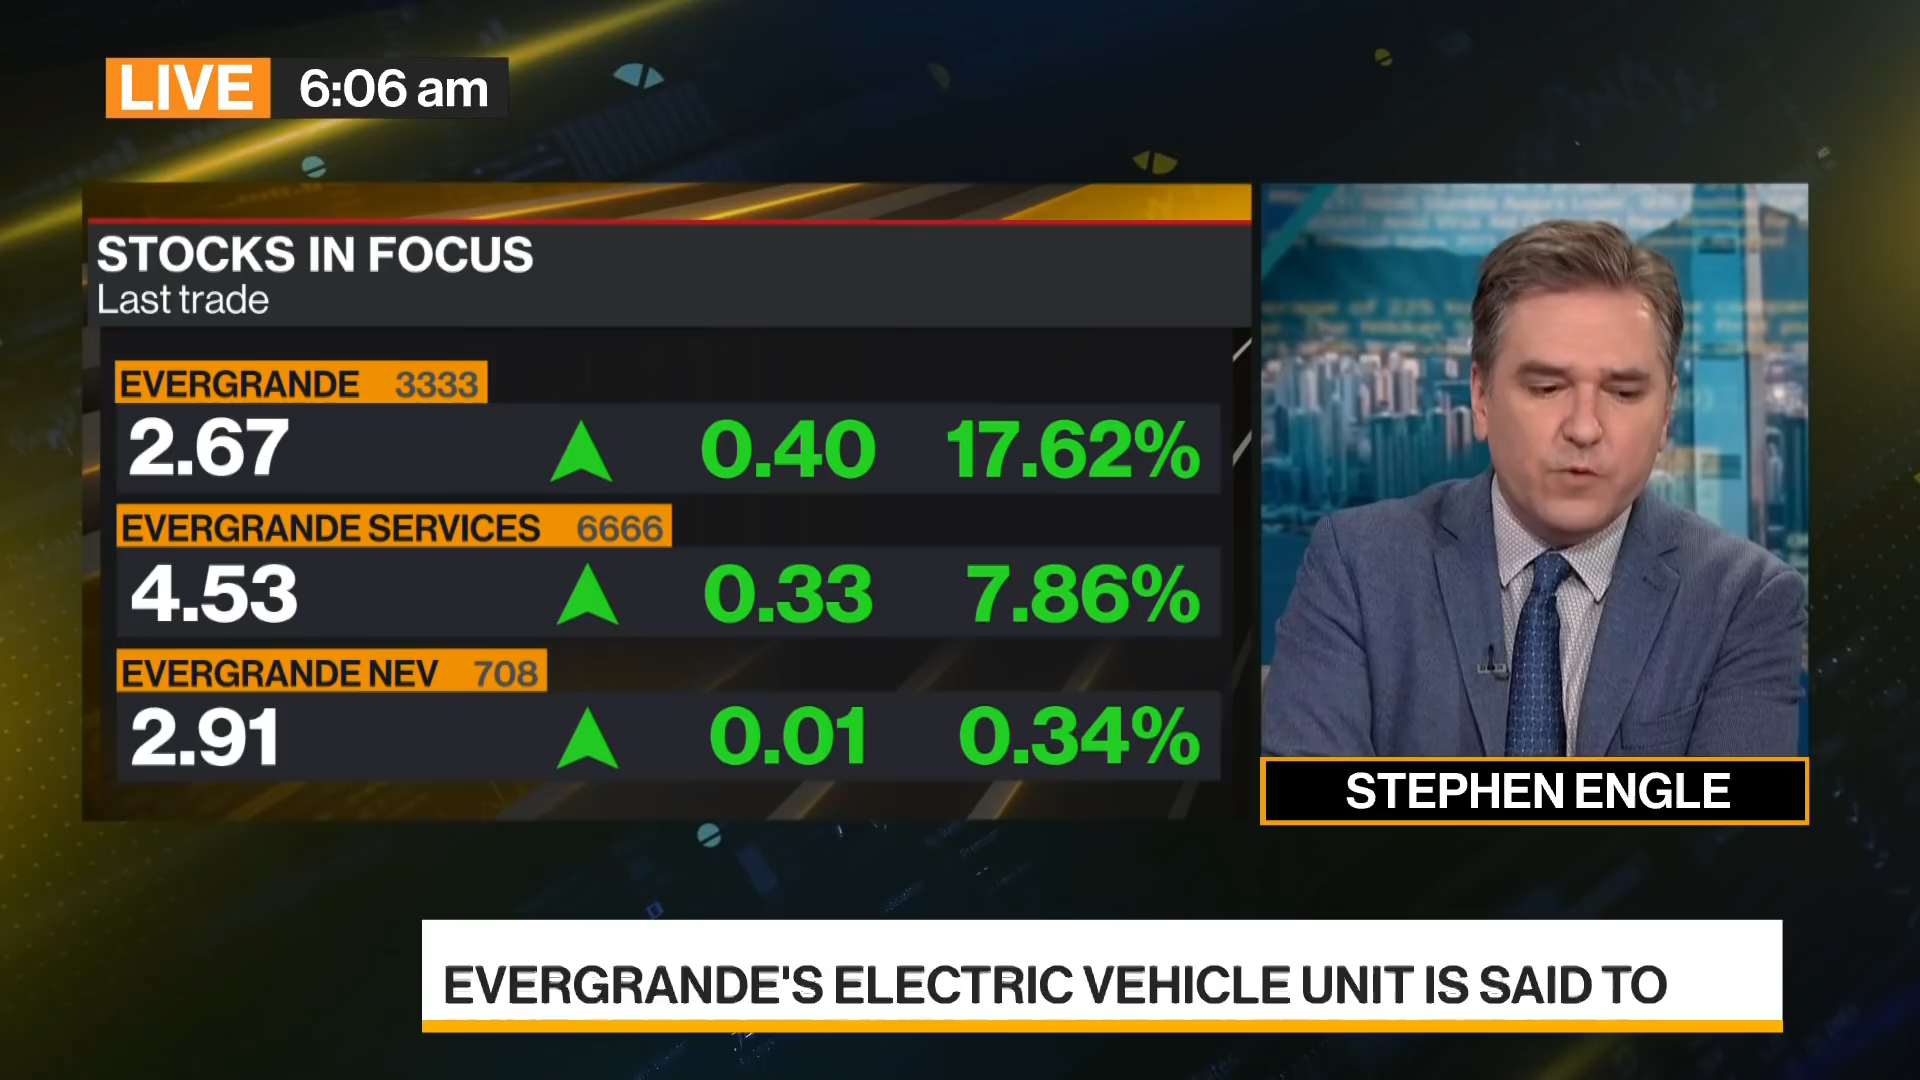 LIVE 6:06 am
STOCKS IN FOCUS
Last trade
EVERGRANDE 3333
2.67 ▲ 0.40 17.62%
EVERGRANDE SERVICES 6666
4.53 ▲ 0.33 7.86%
EVERGRANDE NEV 708
2.91 ▲ 0.01 0.34%
STEPHEN ENGLE
EVERGRANDE'S ELECTRIC VEHICLE UNIT IS SAID TO